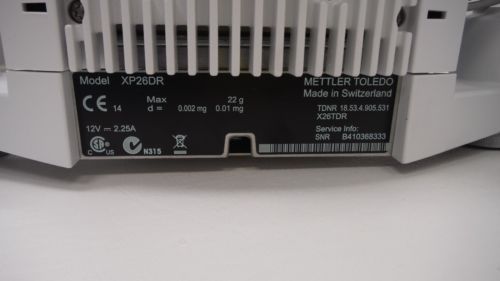 Model XP26DR
METTLER TOLEDO
Made in Switzerland
CE 14
Max 22 g
d = 0.002 mg 0.01 mg
TDNR 18.53.4.905.531
X26TDR
12V 2.25A
Service Info:
SNR B410368333
C US
N315